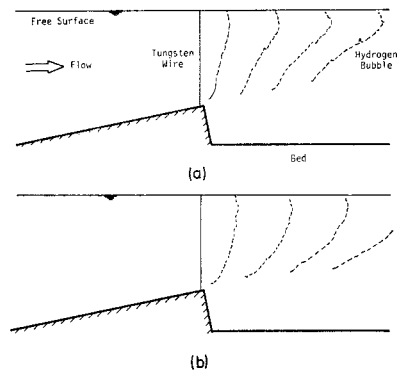 Free Surface
Flow
Tungsten
Wire
Hydrogen
Bubble
Bed
(a)
(b)